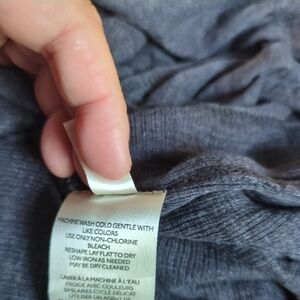 MACHINE WASH COLD GENTLE WITH
LIKE COLORS
USE ONLY NON-CHLORINE
BLEACH
RESHAPE LAY FLAT TO DRY
LOW IRON AS NEEDED
MAY BE DRY CLEANED
LAVER À LA MACHINE À L'EAU
FROIDE AVEC COULEURS
SIMILAIRES CYCLE DÉLICAT